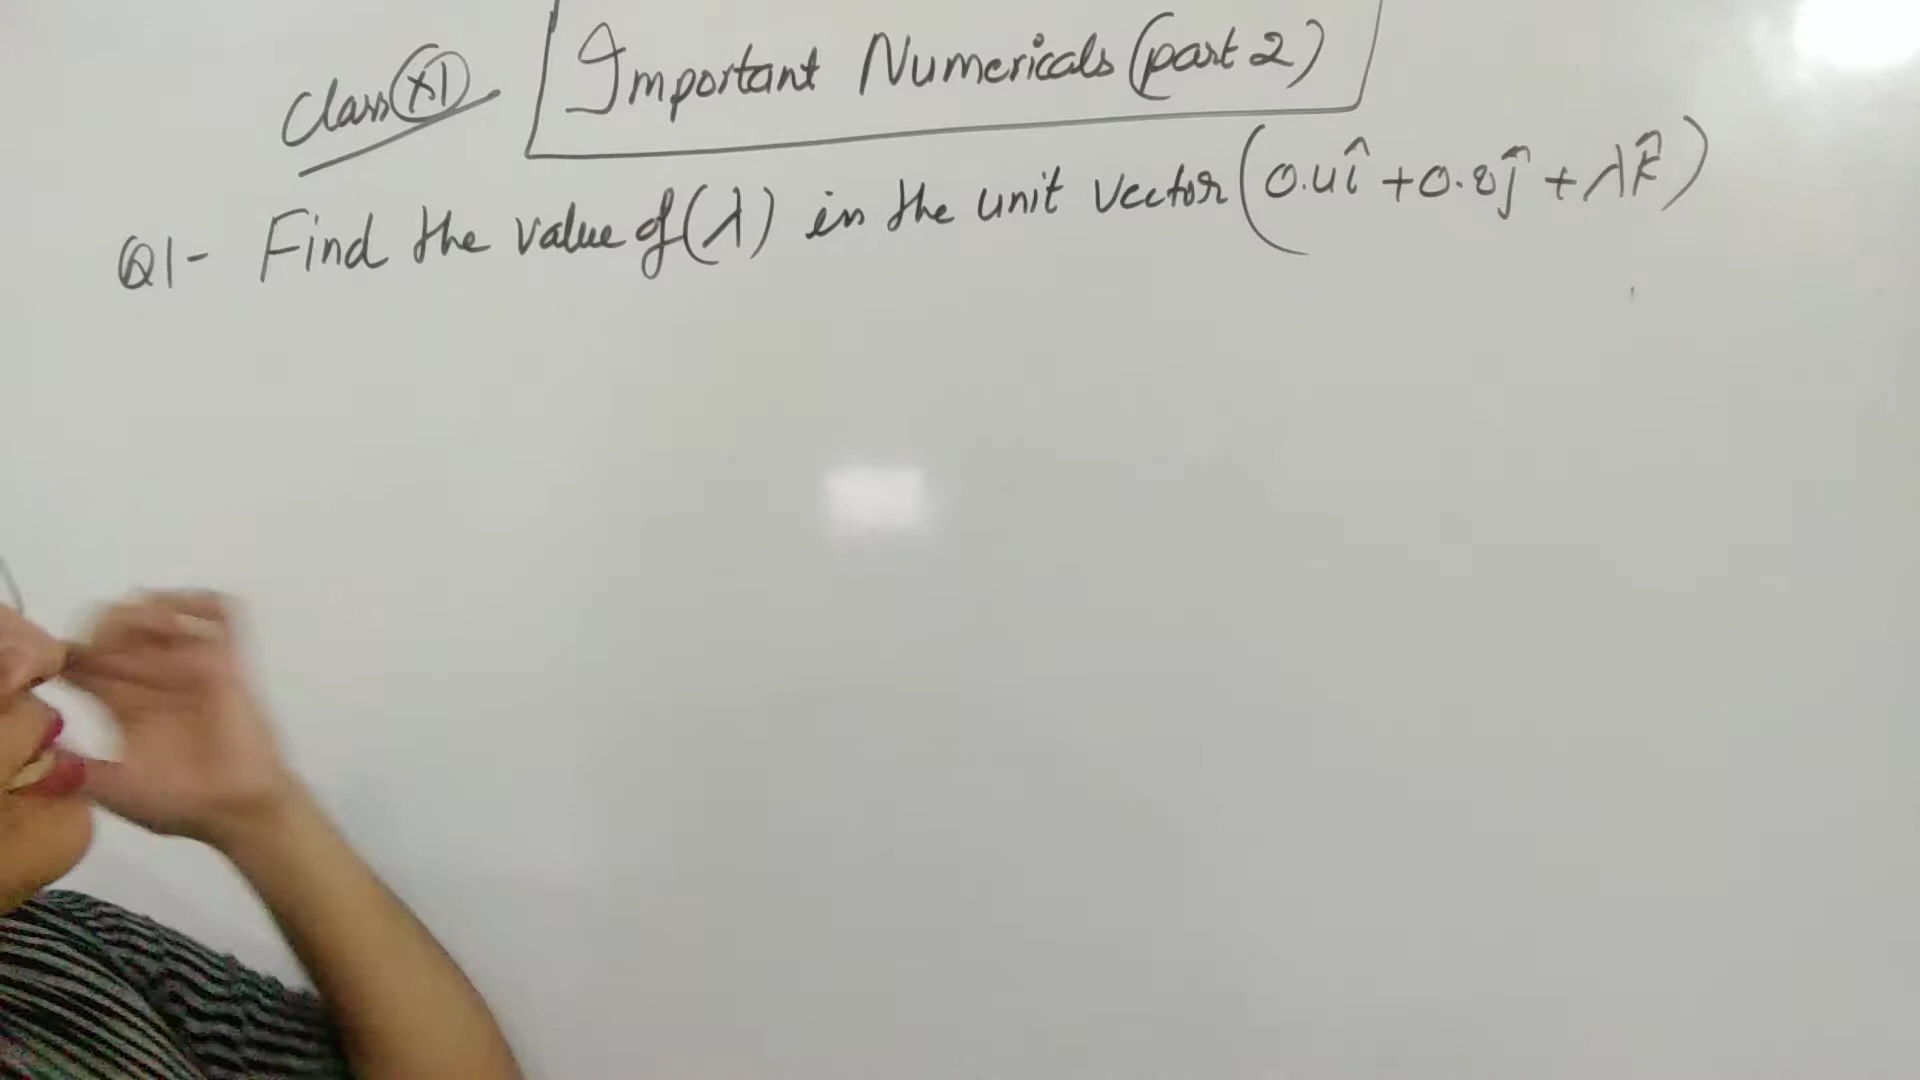 Class XI Important Numericals (part 2)
Q1- Find the value of (λ) in the unit vector (0.4î + 0.8ĵ + λk̂)